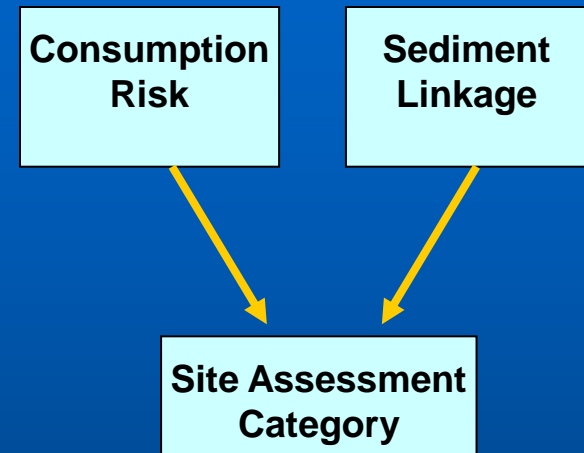 Consumption
Risk
Sediment
Linkage
Site Assessment
Category